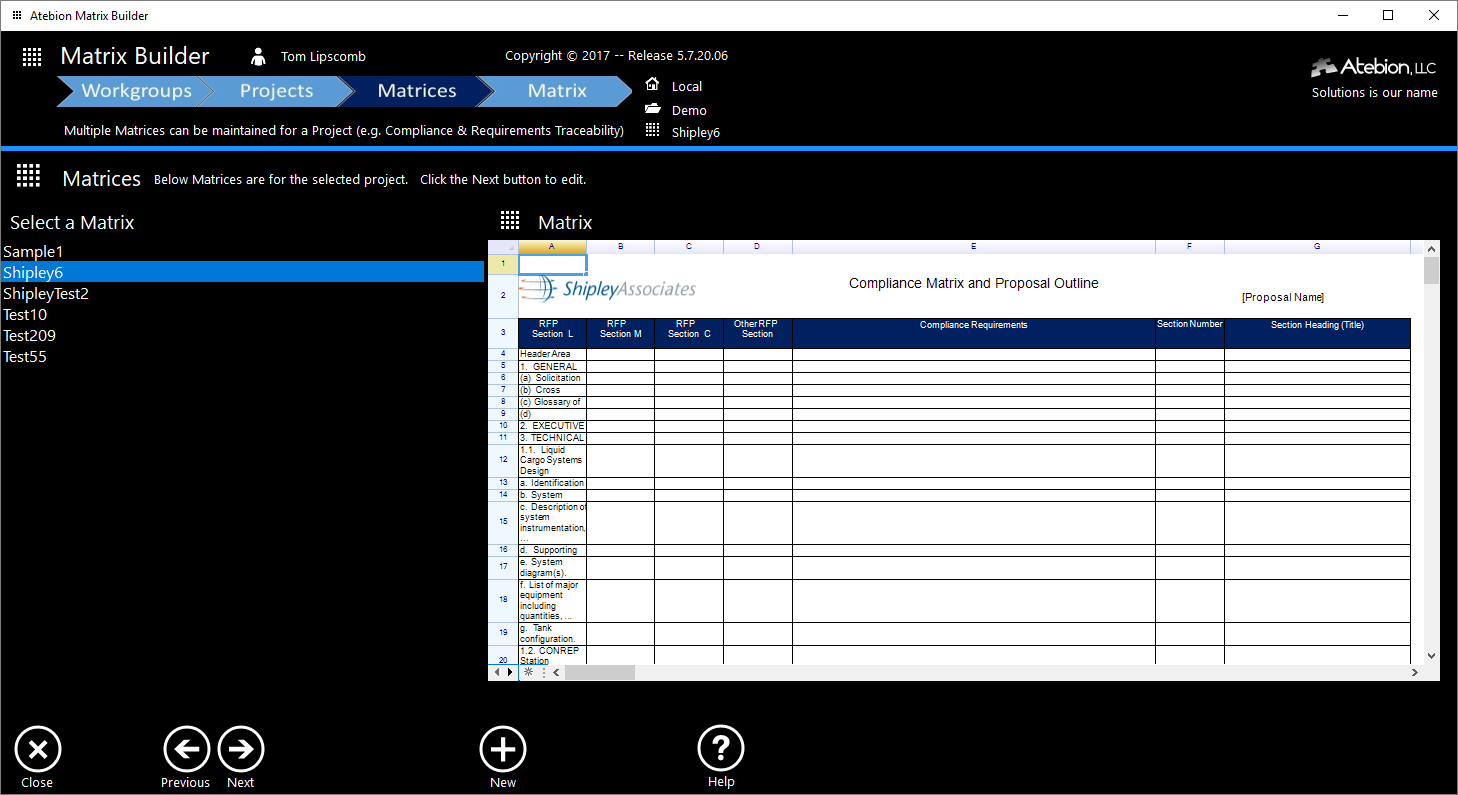 Atebion Matrix Builder
Matrix Builder
Tom Lipscomb
Copyright © 2017 -- Release 5.7.20.06
Atebion, LLC
Solutions is our name
Workgroups
Projects
Matrices
Matrix
Local
Demo
Shipley6
Multiple Matrices can be maintained for a Project (e.g. Compliance & Requirements Traceability)
Matrices
Below Matrices are for the selected project. Click the Next button to edit.
Select a Matrix
Sample1
Shipley6
ShipleyTest2
Test10
Test209
Test55
Matrix
A B C D E F G
1
2
ShipleyAssociates
Compliance Matrix and Proposal Outline
[Proposal Name]
3
RFP
Section L
RFP
Section M
RFP
Section C
Other RFP
Section
Compliance Requirements
Section Number
Section Heading (Title)
4 Header Area
5 1. GENERAL
6 (a) Solicitation
7 (b) Cross
8 (c) Glossary of
9 (d)
10 2. EXECUTIVE
11 3. TECHNICAL
12
1.1. Liquid
Cargo Systems
Design
13 a. Identification
14 b. System
15
c. Description of
system
instrumentation,
...
16 d. Supporting
17
e. System
diagram(s).
18
f. List of major
equipment
including
quantities, ...
19
g. Tank
configuration.
20
1.2. CONREP
Station
Close
Previous
Next
New
Help